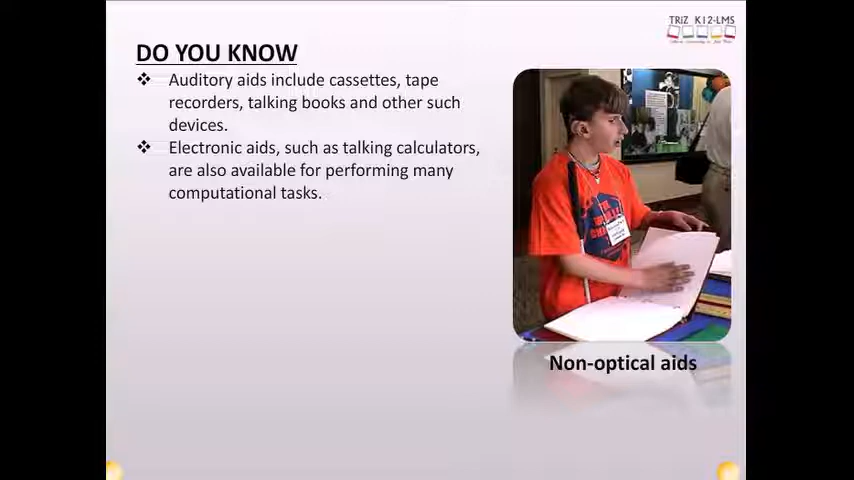 TRIZ K12-LMS
DO YOU KNOW
❖ Auditory aids include cassettes, tape
recorders, talking books and other such
devices.
❖ Electronic aids, such as talking calculators,
are also available for performing many
computational tasks.
Non-optical aids